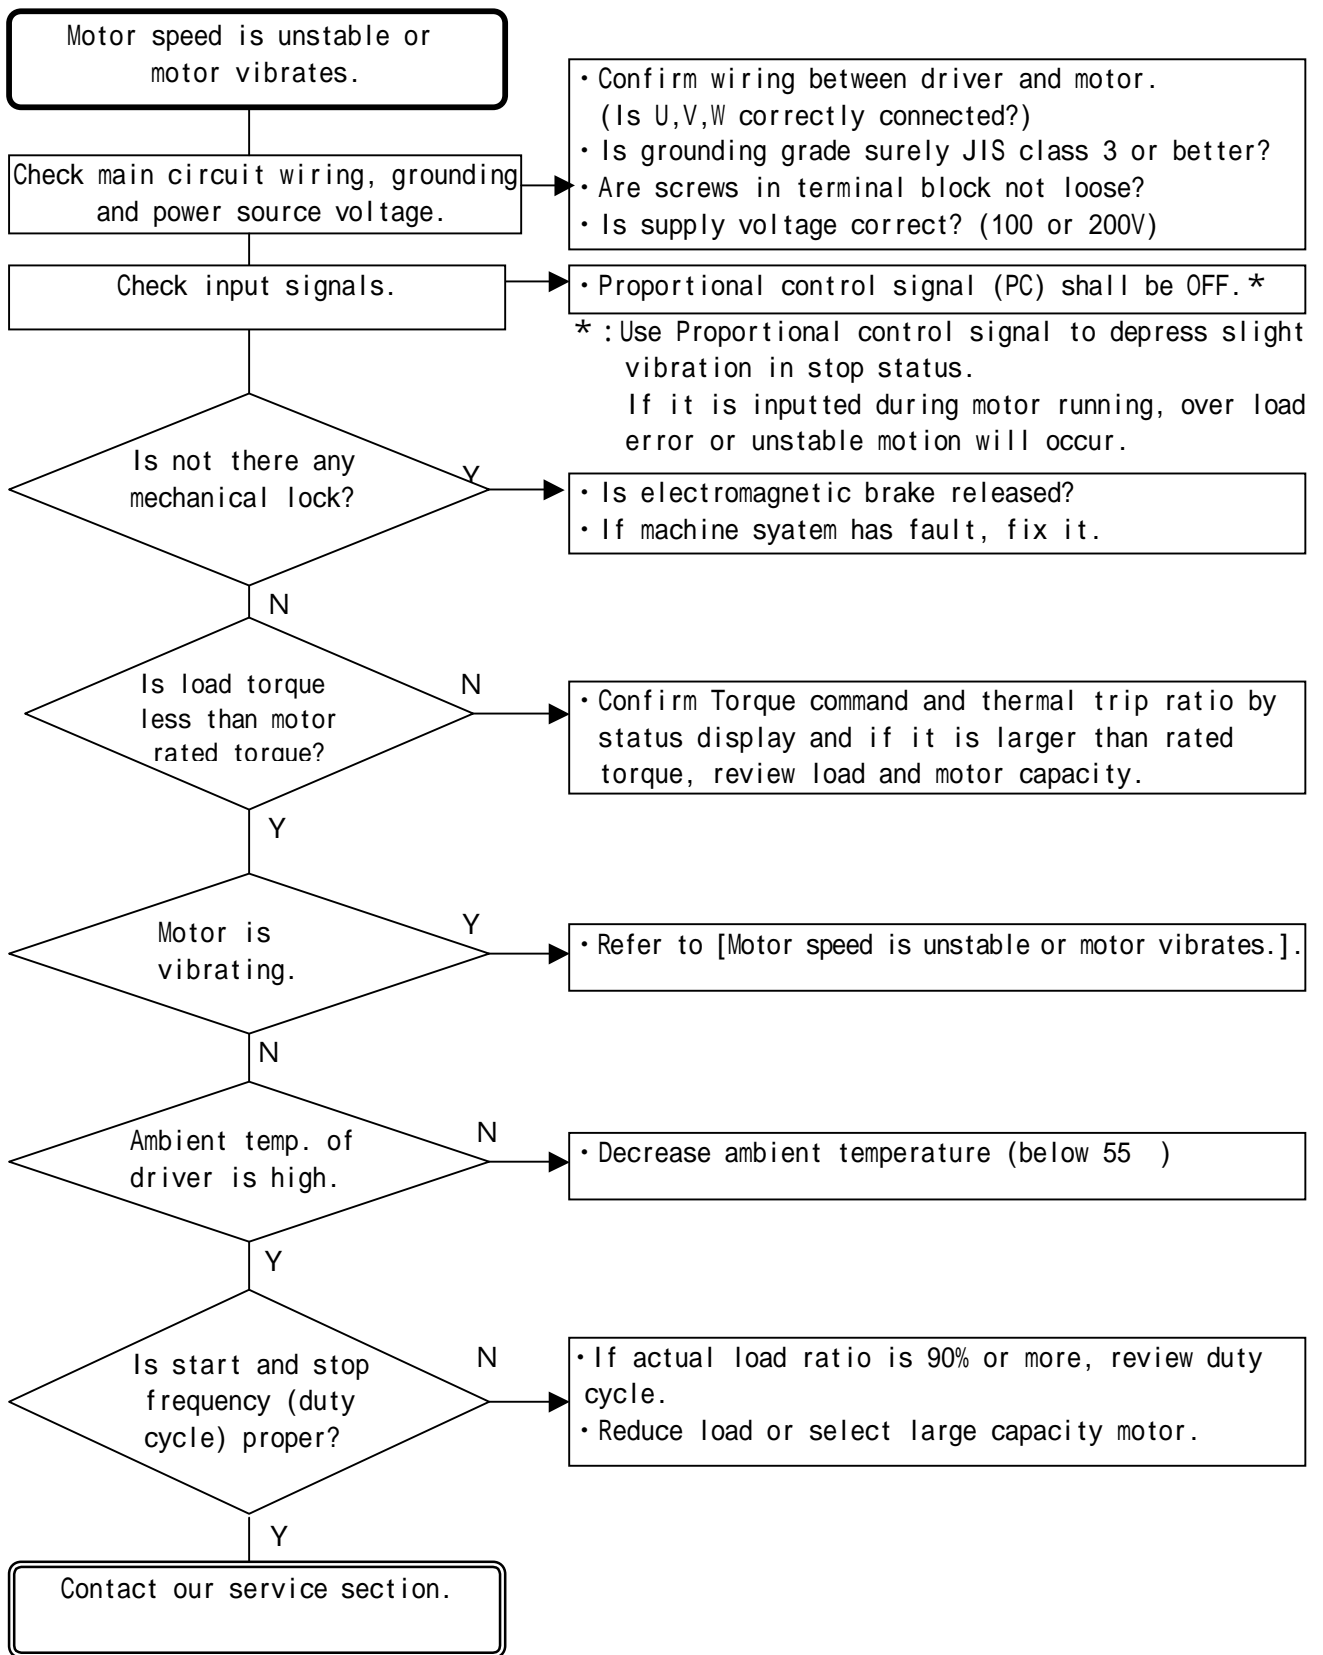 Motor speed is unstable or
motor vibrates.
Check main circuit wiring, grounding
and power source voltage.
・Confirm wiring between driver and motor.
(Is U,V,W correctly connected?)
・Is grounding grade surely JIS class 3 or better?
・Are screws in terminal block not loose?
・Is supply voltage correct? (100 or 200V)
Check input signals.
・Proportional control signal (PC) shall be OFF.*
*:Use Proportional control signal to depress slight
vibration in stop status.
If it is inputted during motor running, over load
error or unstable motion will occur.
Is not there any
mechanical lock?
Y
・Is electromagnetic brake released?
・If machine syatem has fault, fix it.
N
Is load torque
less than motor
rated torque?
N
・Confirm Torque command and thermal trip ratio by
status display and if it is larger than rated
torque, review load and motor capacity.
Y
Motor is
vibrating.
Y
・Refer to [Motor speed is unstable or motor vibrates.].
N
Ambient temp. of
driver is high.
N
・Decrease ambient temperature (below 55  )
Y
Is start and stop
frequency (duty
cycle) proper?
N
・If actual load ratio is 90% or more, review duty
cycle.
・Reduce load or select large capacity motor.
Y
Contact our service section.